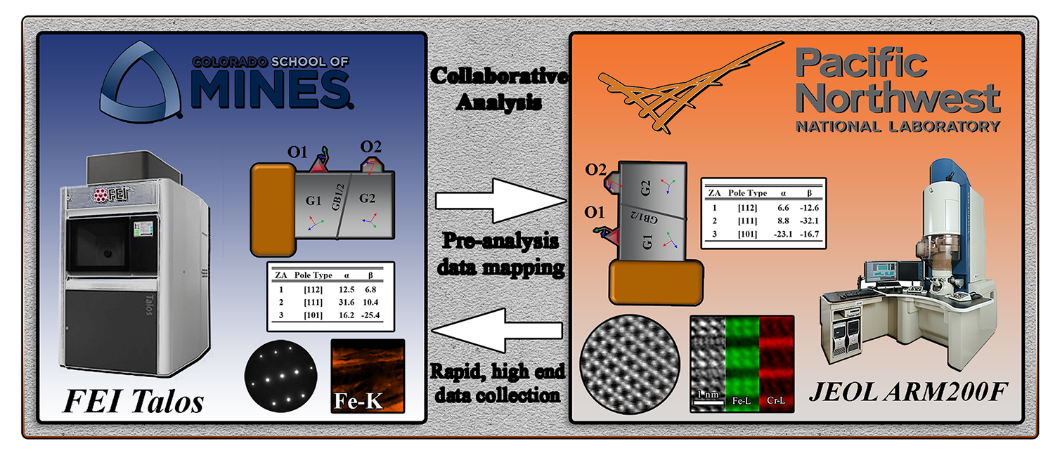 COLORADO SCHOOL OF
MINES
FEI
Talos
O1
O2
G1
GB1/2
G2
ZA Pole Type α β
1 [112] 12.5 6.8
2 [111] 31.6 10.4
3 [101] 16.2 -25.4
Fe-K
FEI Talos
Collaborative
Analysis
Pre-analysis
data mapping
Rapid, high end
data collection
Pacific
Northwest
NATIONAL LABORATORY
O2
O1
G2
GB1/2
G1
ZA Pole Type α β
1 [112] 6.6 -12.6
2 [111] 8.8 -32.1
3 [101] -23.1 -16.7
1 nm
Fe-L
Cr-L
JEOL ARM200F